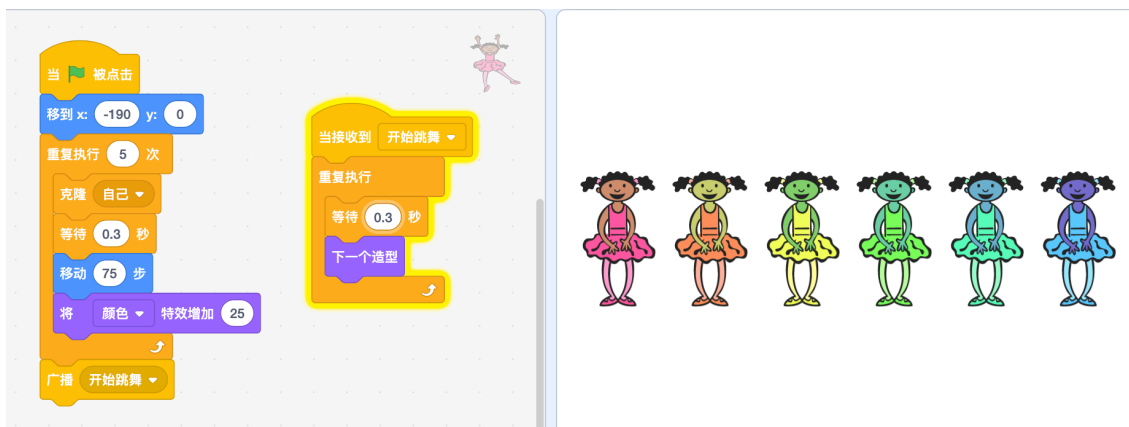 当 被点击
移到 x: -190 y: 0
重复执行 5 次
克隆 自己
等待 0.3 秒
移动 75 步
将 颜色 特效增加 25
广播 开始跳舞
当接收到 开始跳舞
重复执行
等待 0.3 秒
下一个造型